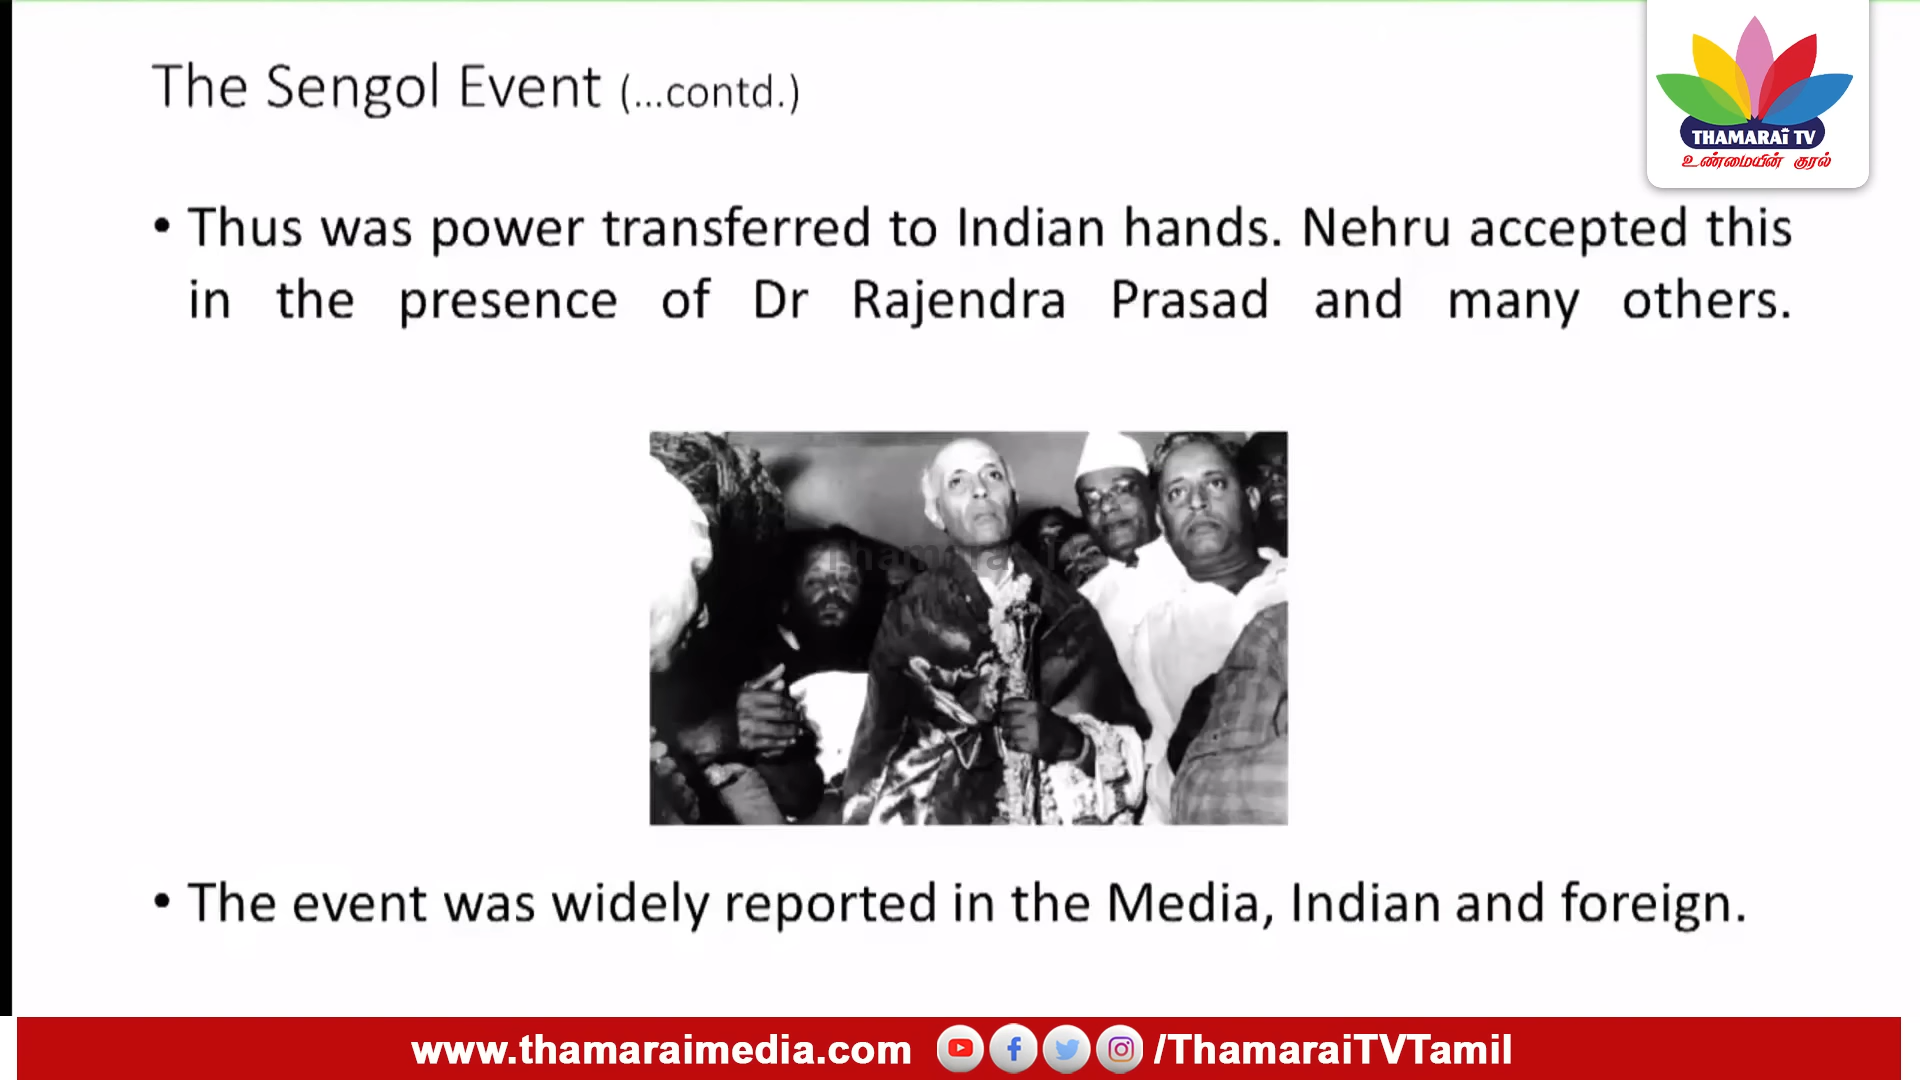 The Sengol Event (...contd.)
THAMARAi TV
உண்மையின் குரல்
• Thus was power transferred to Indian hands. Nehru accepted this
in the presence of Dr Rajendra Prasad and many others.
Thamarai TV
• The event was widely reported in the Media, Indian and foreign.
www.thamaraimedia.com /ThamaraiTVTamil